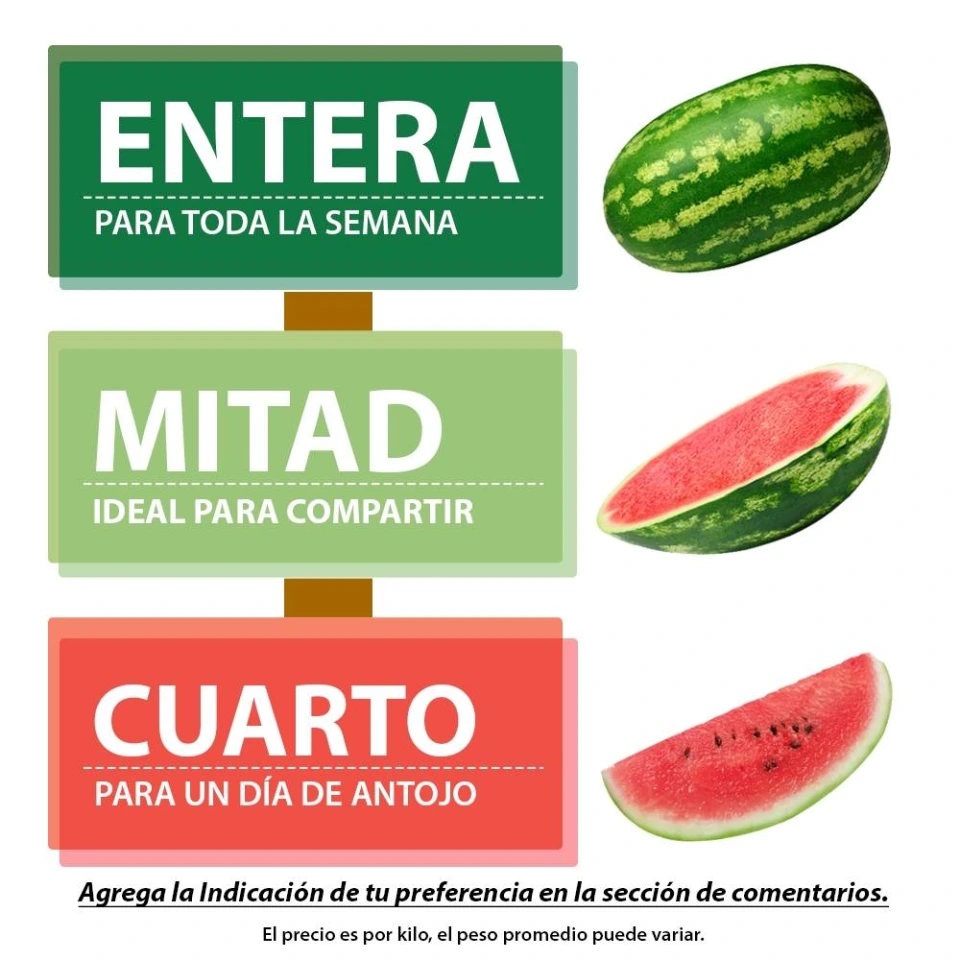 ENTERA
PARA TODA LA SEMANA
MITAD
IDEAL PARA COMPARTIR
CUARTO
PARA UN DÍA DE ANTOJO
Agrega la Indicación de tu preferencia en la sección de comentarios.
El precio es por kilo, el peso promedio puede variar.